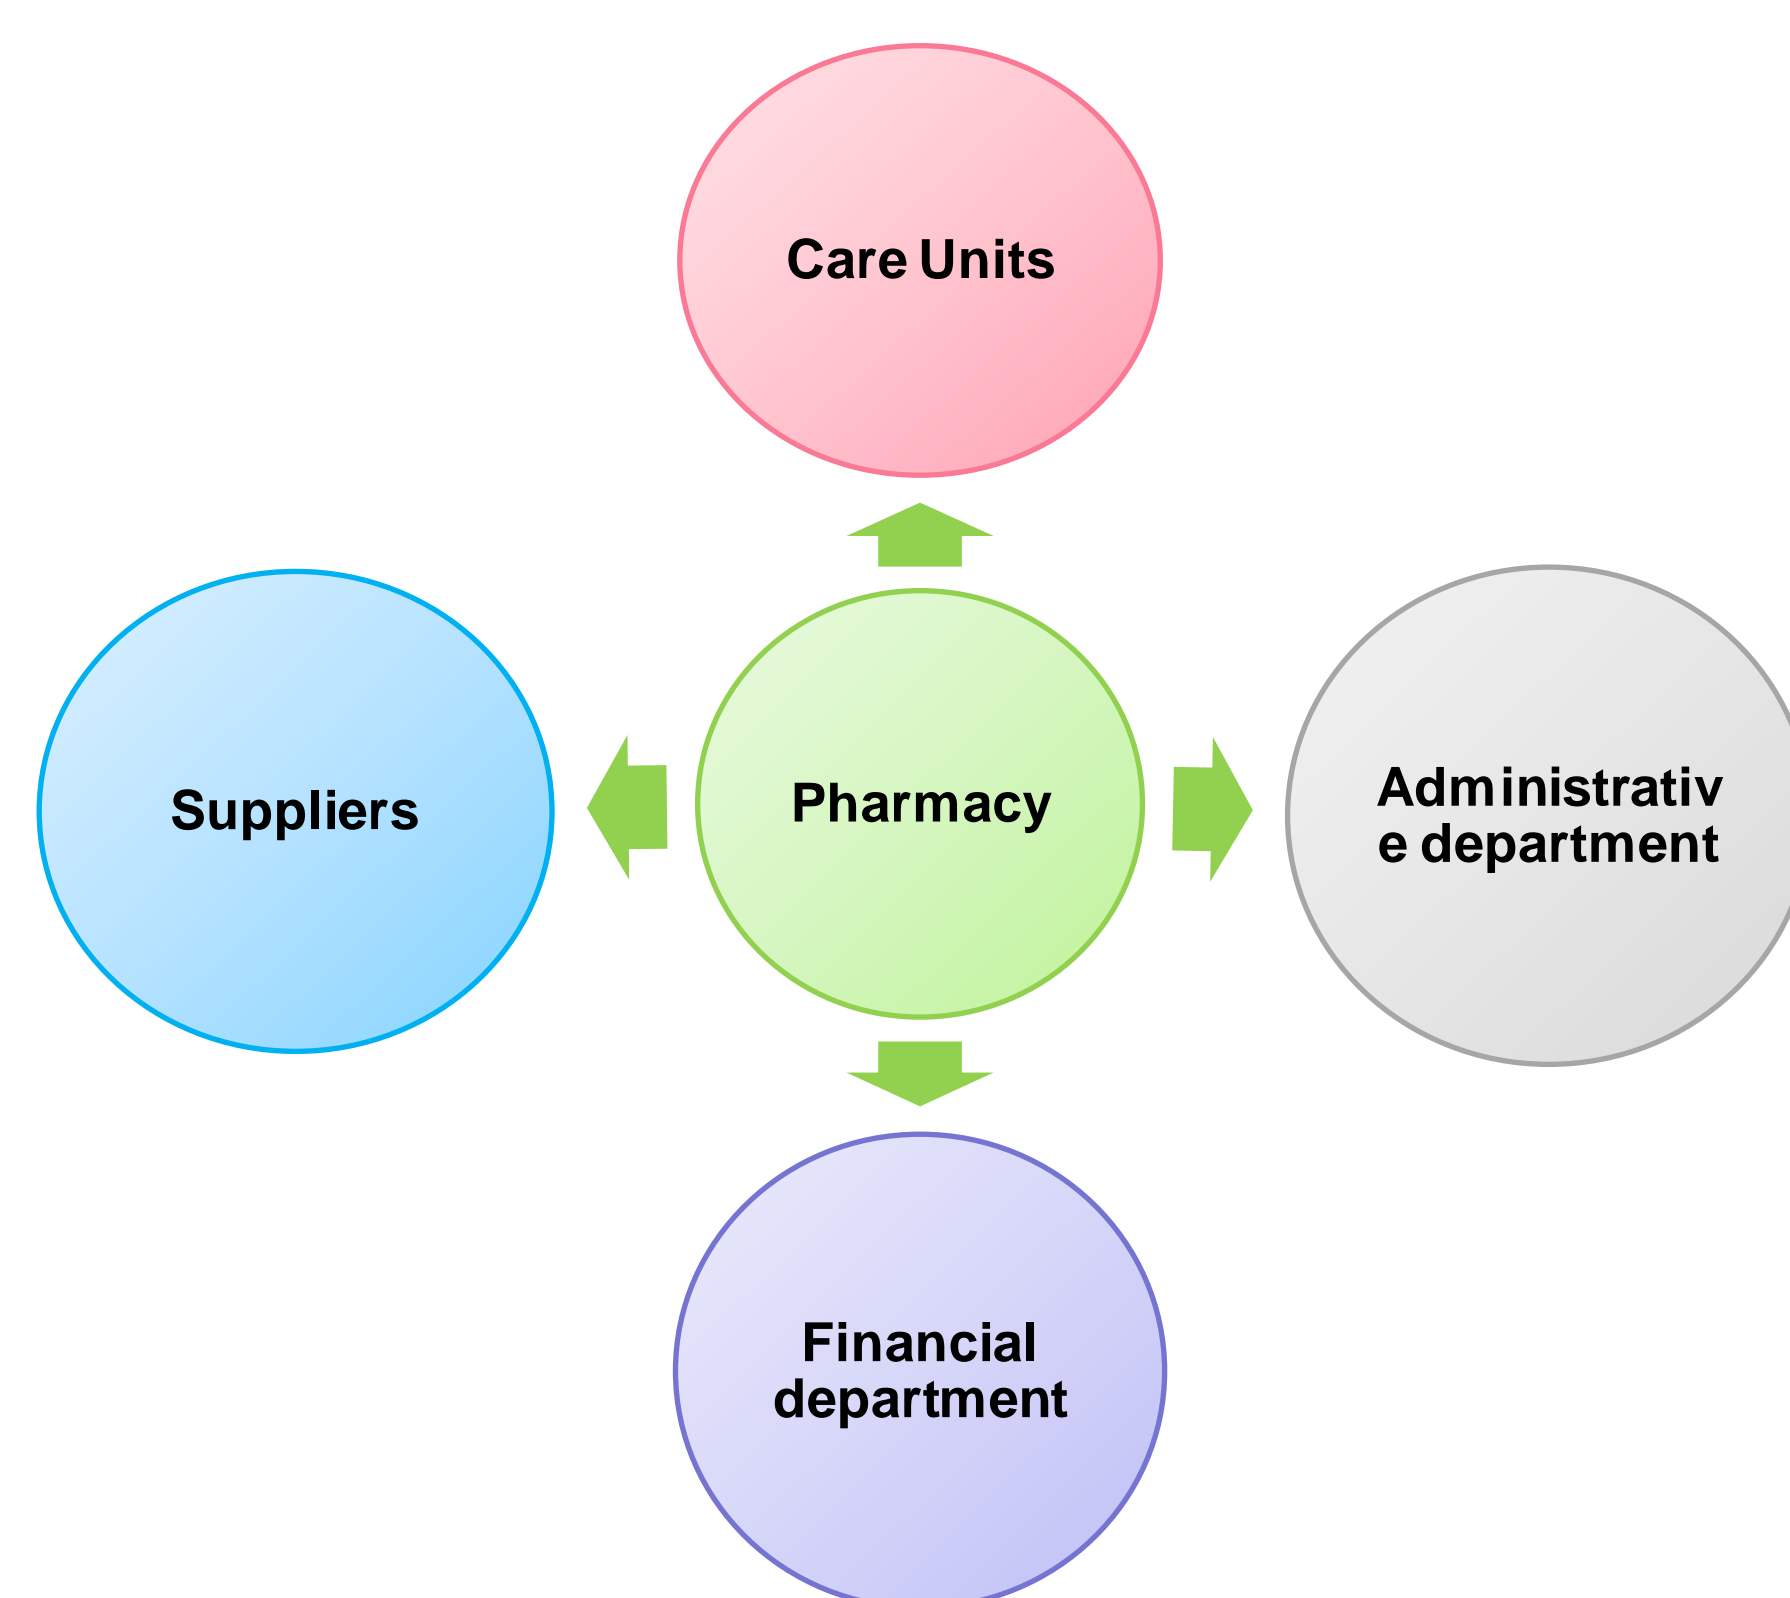 Care Units
Suppliers
Pharmacy
Administrativ
e department
Financial
department